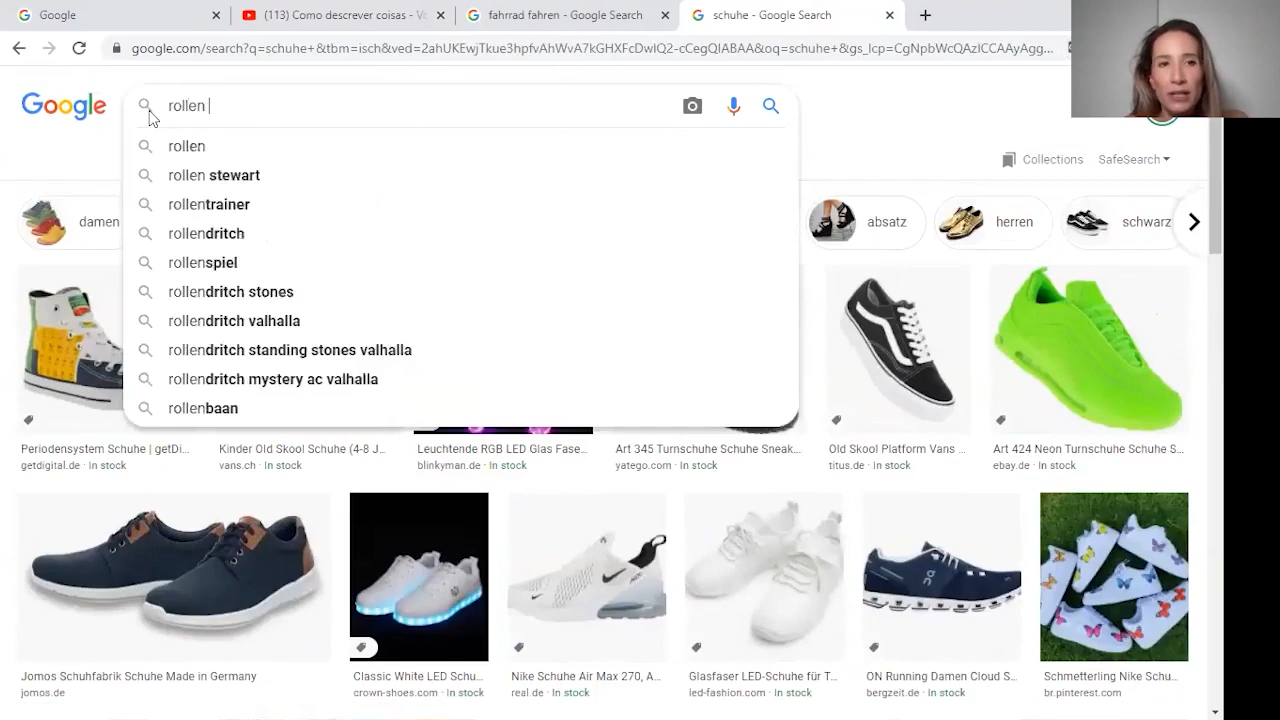 Google
(113) Como descrever coisas - Vo
fahrrad fahren - Google Search
schuhe - Google Search
google.com/search?q=schuhe+&tbm=isch&ved=2ahUKEwjTkue3hpfvAhWvA7kGHXFcDwIQ2-cCegQIABAA&oq=schuhe+&gs_lcp=CgNpbWcQAzICCAAyAgg...
Google
rollen
Collections
SafeSearch
rollen
rollen stewart
rollentrainer
rollendritch
rollenspiel
rollendritch stones
rollendritch valhalla
rollendritch standing stones valhalla
rollendritch mystery ac valhalla
rollenbaan
damen
absatz
herren
schwarz
Periodensystem Schuhe | getDi...
getdigital.de · In stock
Kinder Old Skool Schuhe (4-8 J...
vans.ch · In stock
Leuchtende RGB LED Glas Fase...
blinkyman.de · In stock
Art 345 Turnschuhe Schuhe Sneak...
yatego.com · In stock
Old Skool Platform Vans ...
titus.de · In stock
Art 424 Neon Turnschuhe Schuhe S...
ebay.de · In stock
Jomos Schuhfabrik Schuhe Made in Germany
jomos.de
Classic White LED Schu...
crown-shoes.com · In stock
Nike Schuhe Air Max 270, A...
real.de · In stock
Glasfaser LED-Schuhe für T...
led-fashion.com · In stock
ON Running Damen Cloud S...
bergzeit.de · In stock
Schmetterling Nike Schu...
br.pinterest.com